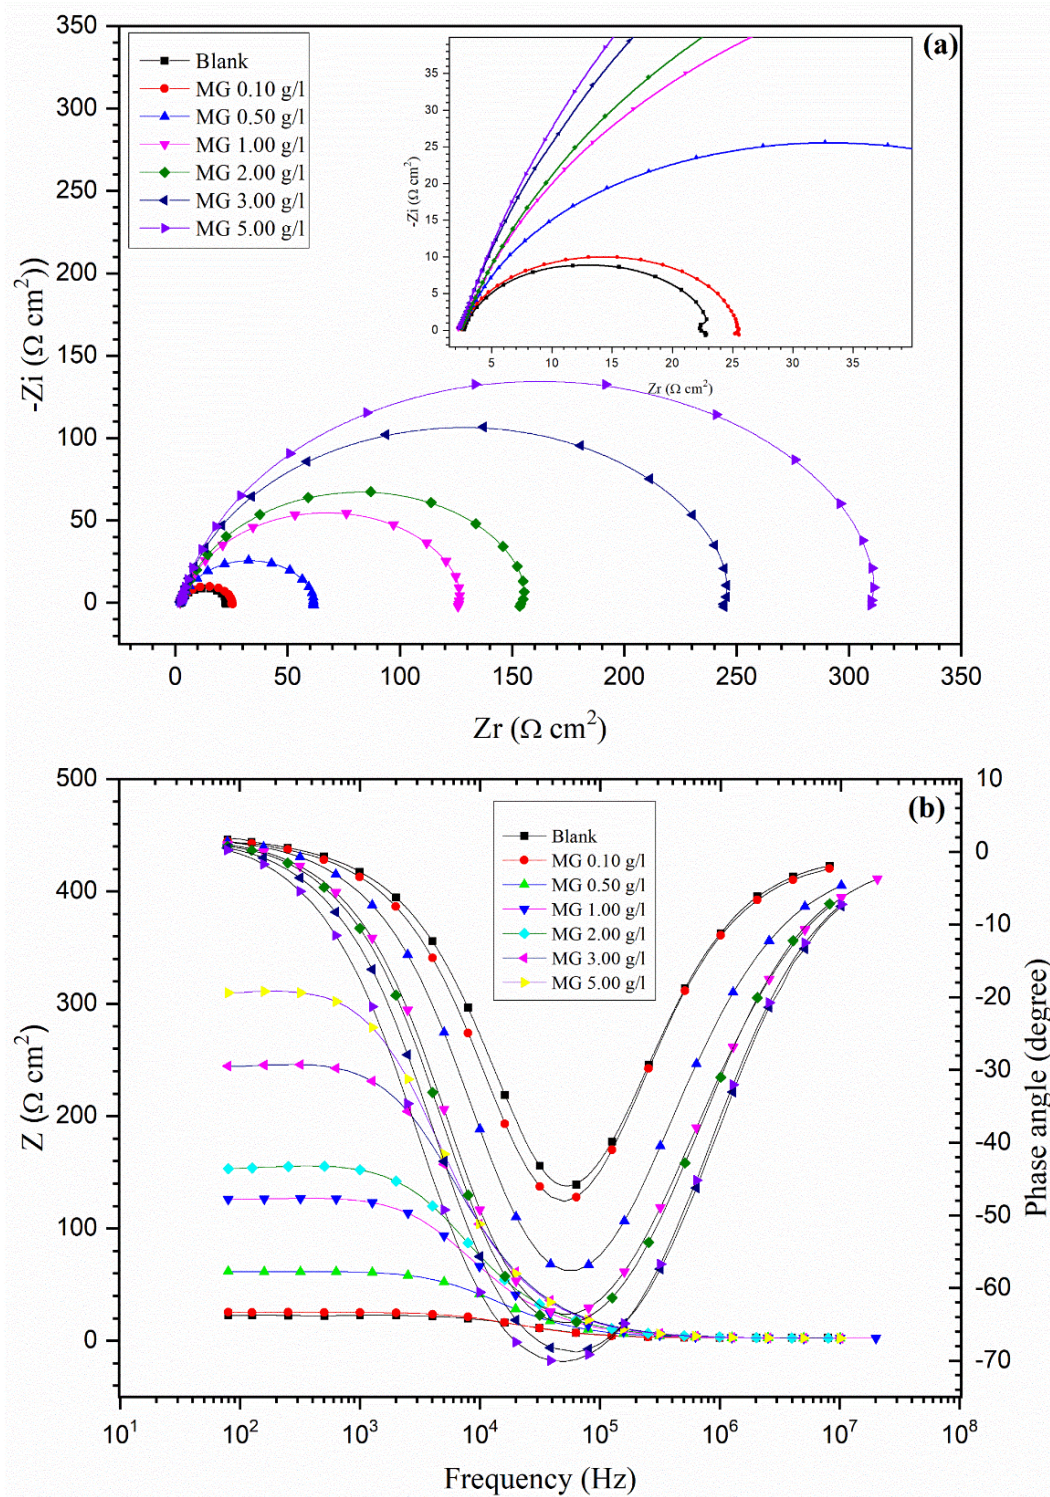 (a)
350
300
250
200
150
100
50
0
-Zi (Ω cm²))
Blank
MG 0.10 g/l
MG 0.50 g/l
MG 1.00 g/l
MG 2.00 g/l
MG 3.00 g/l
MG 5.00 g/l
35
30
25
20
15
10
5
0
-Zi (Ω cm²)
5 10 15 20 25 30 35
Zr (Ω cm²)
0 50 100 150 200 250 300 350
Zr (Ω cm²)
(b)
500
400
300
200
100
0
Z (Ω cm²)
Blank
MG 0.10 g/l
MG 0.50 g/l
MG 1.00 g/l
MG 2.00 g/l
MG 3.00 g/l
MG 5.00 g/l
10
0
-10
-20
-30
-40
-50
-60
-70
Phase angle (degree)
10¹ 10² 10³ 10⁴ 10⁵ 10⁶ 10⁷ 10⁸
Frequency (Hz)